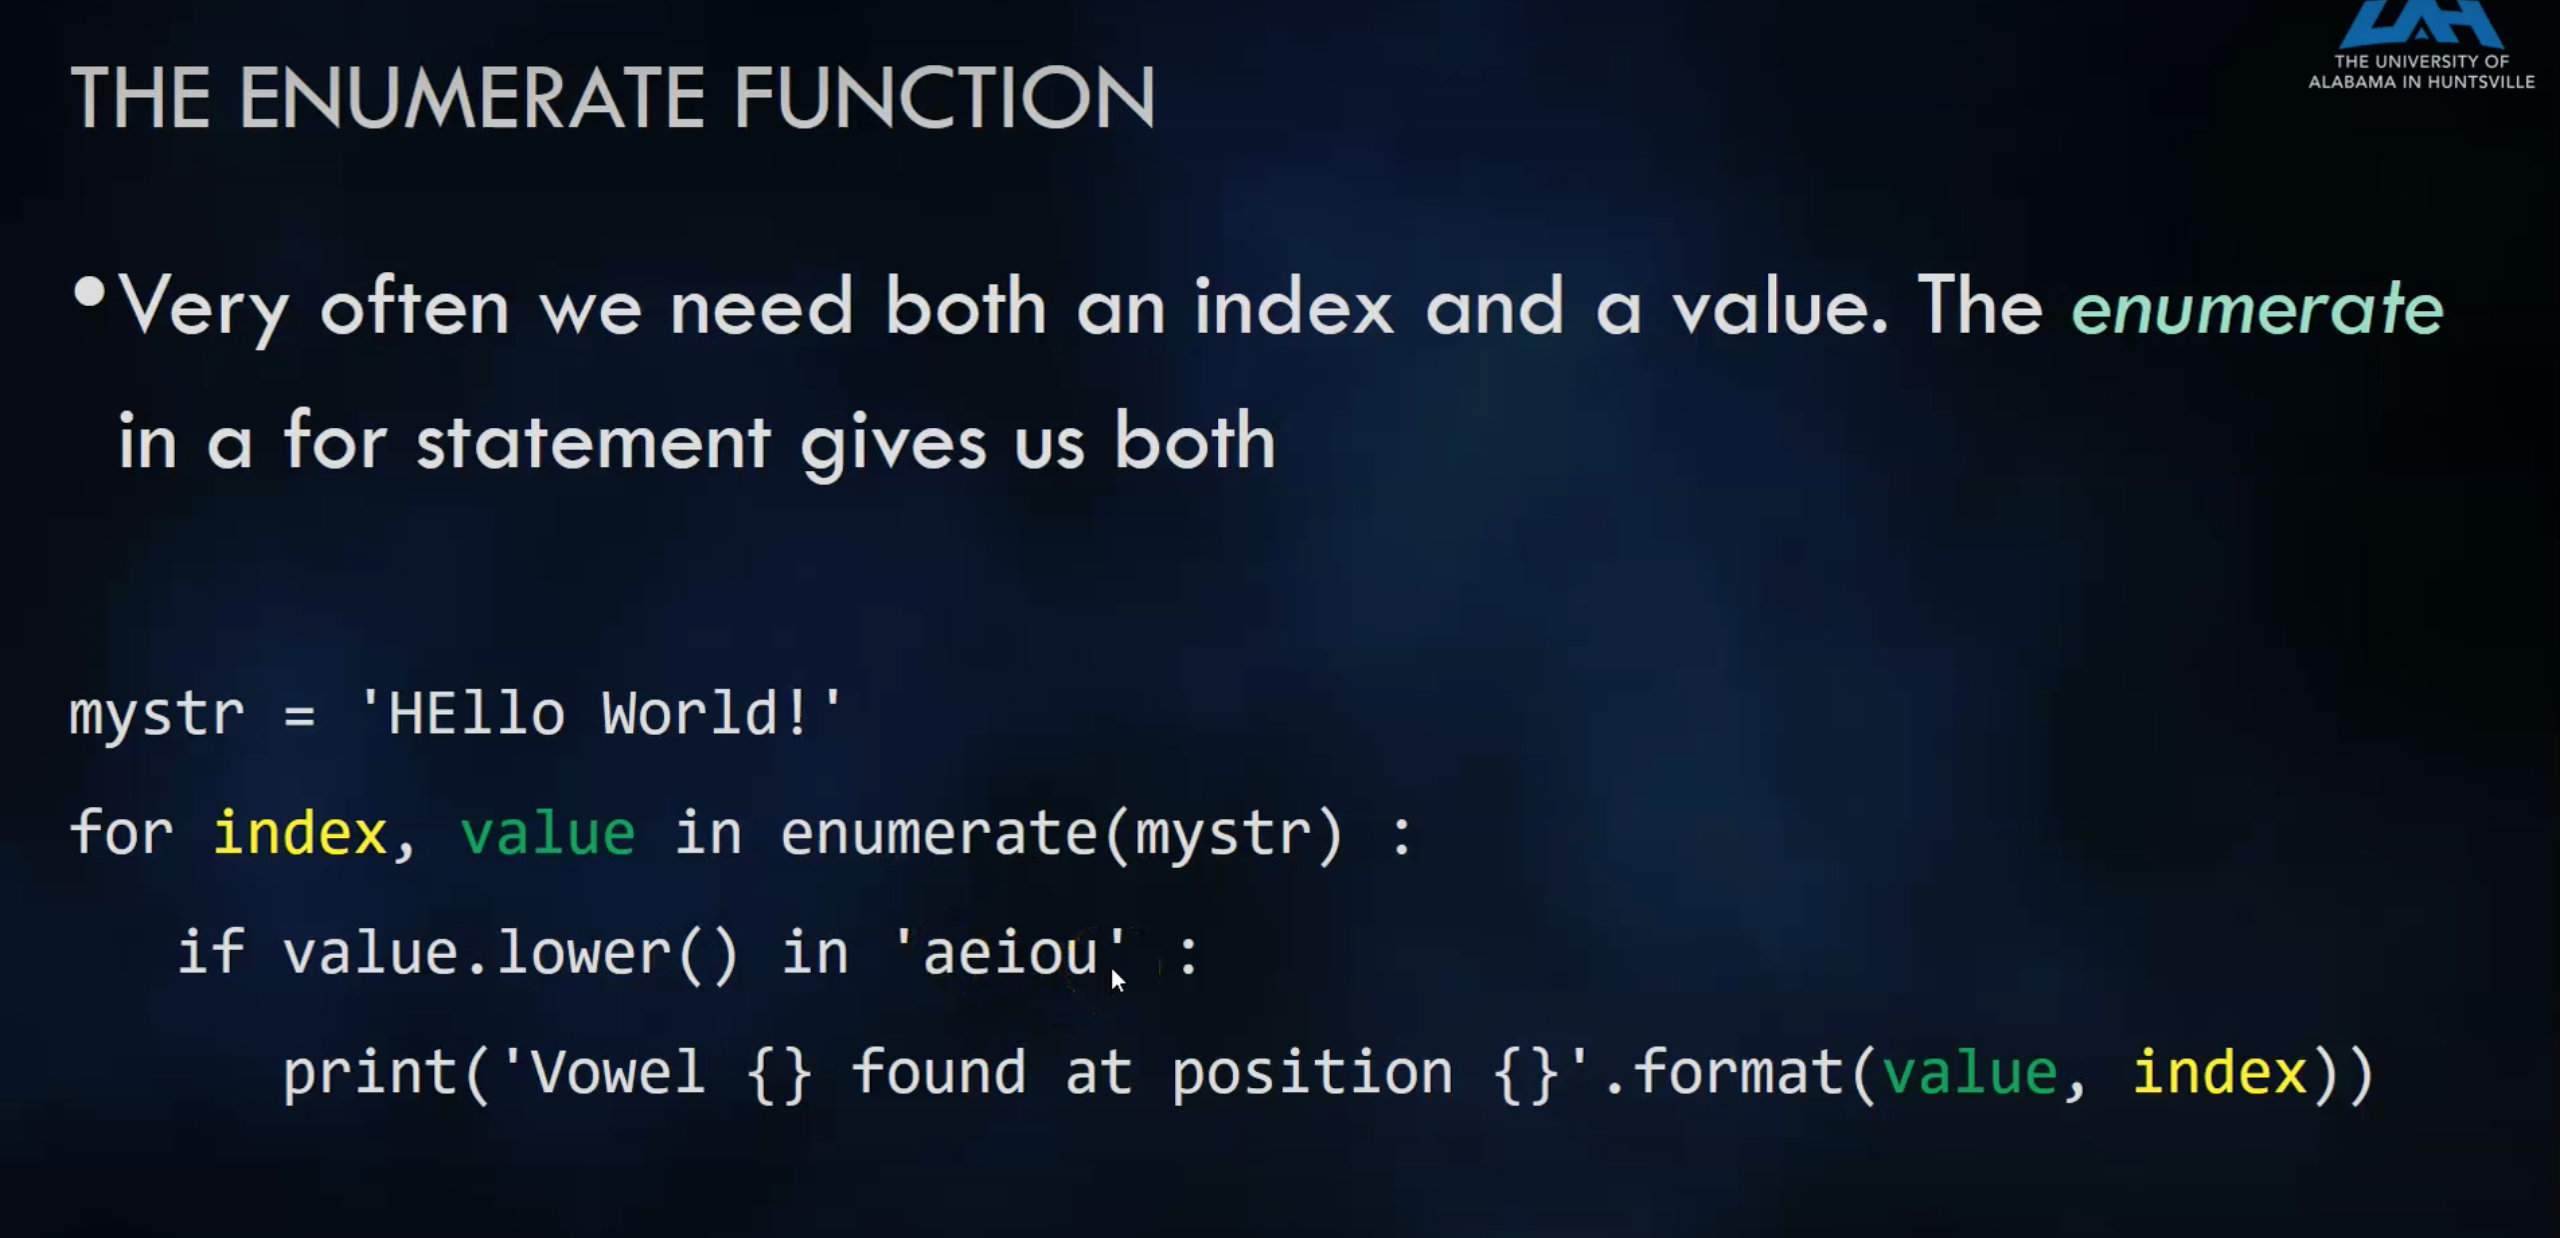 THE UNIVERSITY OF
ALABAMA IN HUNTSVILLE
THE ENUMERATE FUNCTION
•Very often we need both an index and a value. The enumerate
in a for statement gives us both
mystr = 'HEllo World!'
for index, value in enumerate(mystr) :
if value.lower() in 'aeiou' :
print('Vowel {} found at position {}'.format(value, index))